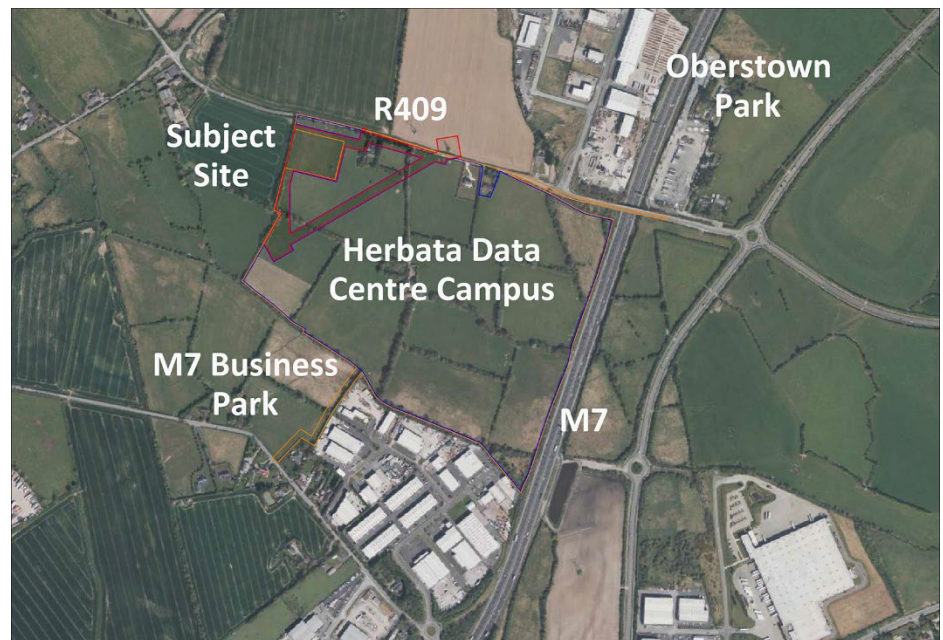 Oberstown
Park
R409
Subject
Site
Herbata Data
Centre Campus
M7 Business
Park
M7